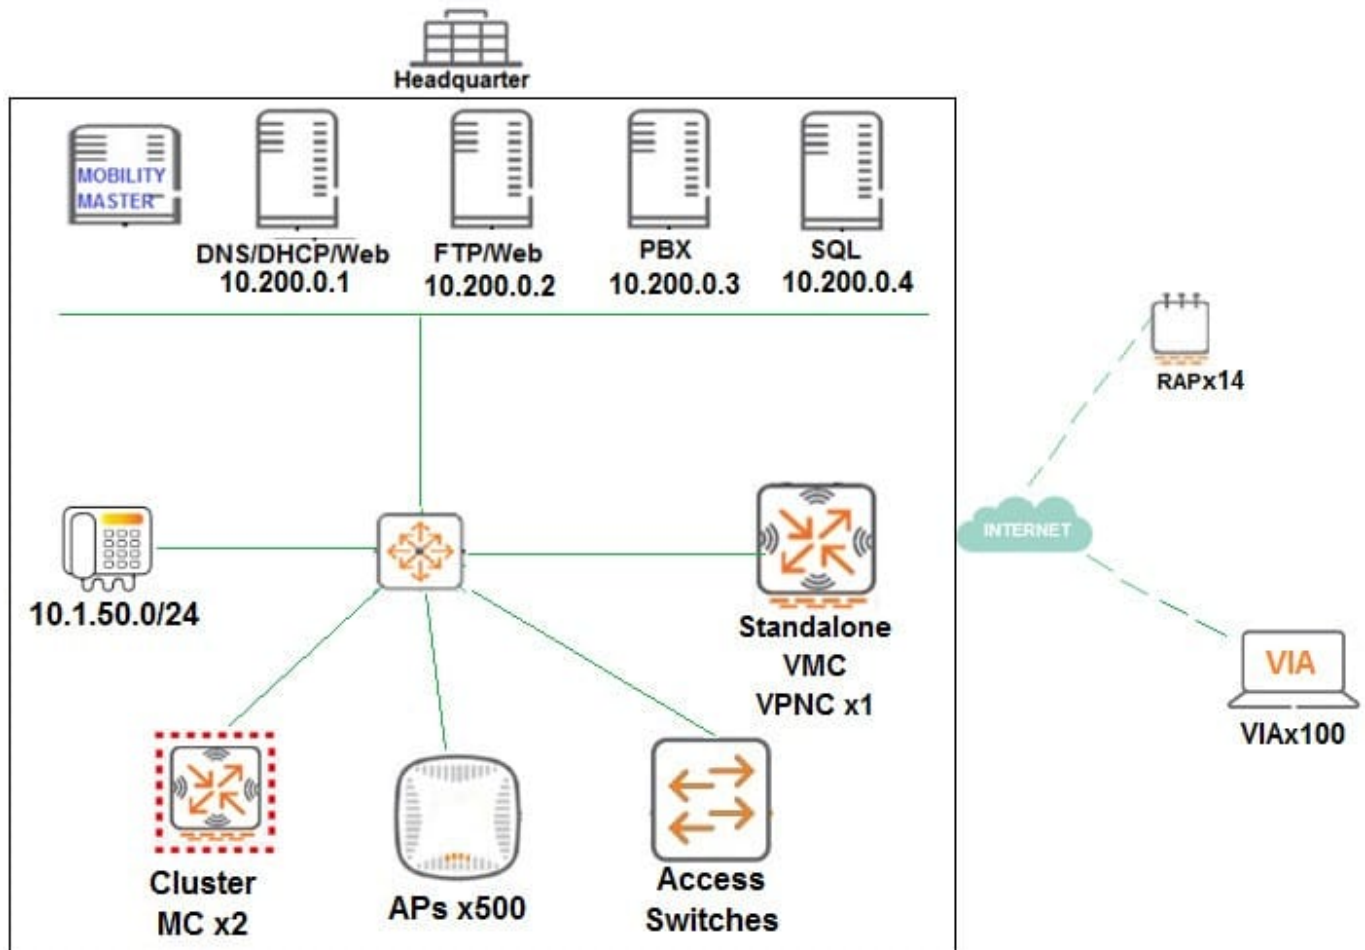 Headquarter
MOBILITY
MASTER
DNS/DHCP/Web
10.200.0.1
FTP/Web
10.200.0.2
PBX
10.200.0.3
SQL
10.200.0.4
RAPx14
INTERNET
10.1.50.0/24
Standalone
VMC
VPNC x1
VIA
VIAx100
Cluster
MC x2
APs x500
Access
Switches